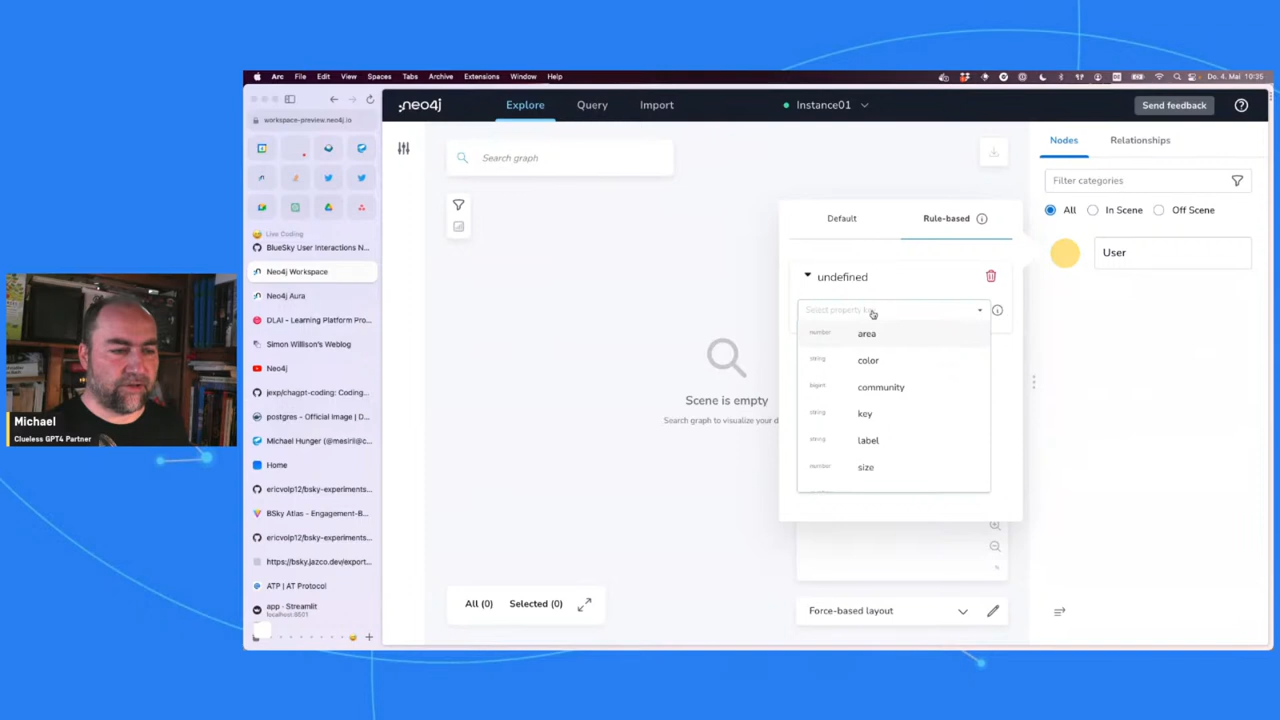 Arc File Edit View Spaces Tabs Archive Extensions Window Help
Do. 4. Mai 10:35
workspace-preview.neo4j.io
Live Coding
BlueSky User Interactions N...
Neo4j Workspace
Neo4j Aura
DLAI - Learning Platform Pro...
Simon Willison's Weblog
Neo4j
jexp/chagpt-coding: Coding...
postgres - Official Image | D...
Michael Hunger (@mesirii@c...
Home
ericvolp12/bsky-experiments...
BSky Atlas - Engagement-B...
ericvolp12/bsky-experiments...
https://bsky.jazco.dev/export...
ATP | AT Protocol
app · Streamlit
localhost:8501
neo4j
Explore
Query
Import
Instance01
Send feedback
Search graph
Scene is empty
Search graph to visualize your d
All (0)
Selected (0)
Default
Rule-based
undefined
Select property
number area
string color
bigint community
string key
string label
number size
Force-based layout
Nodes
Relationships
Filter categories
All
In Scene
Off Scene
User
Michael
Clueless GPT4 Partner